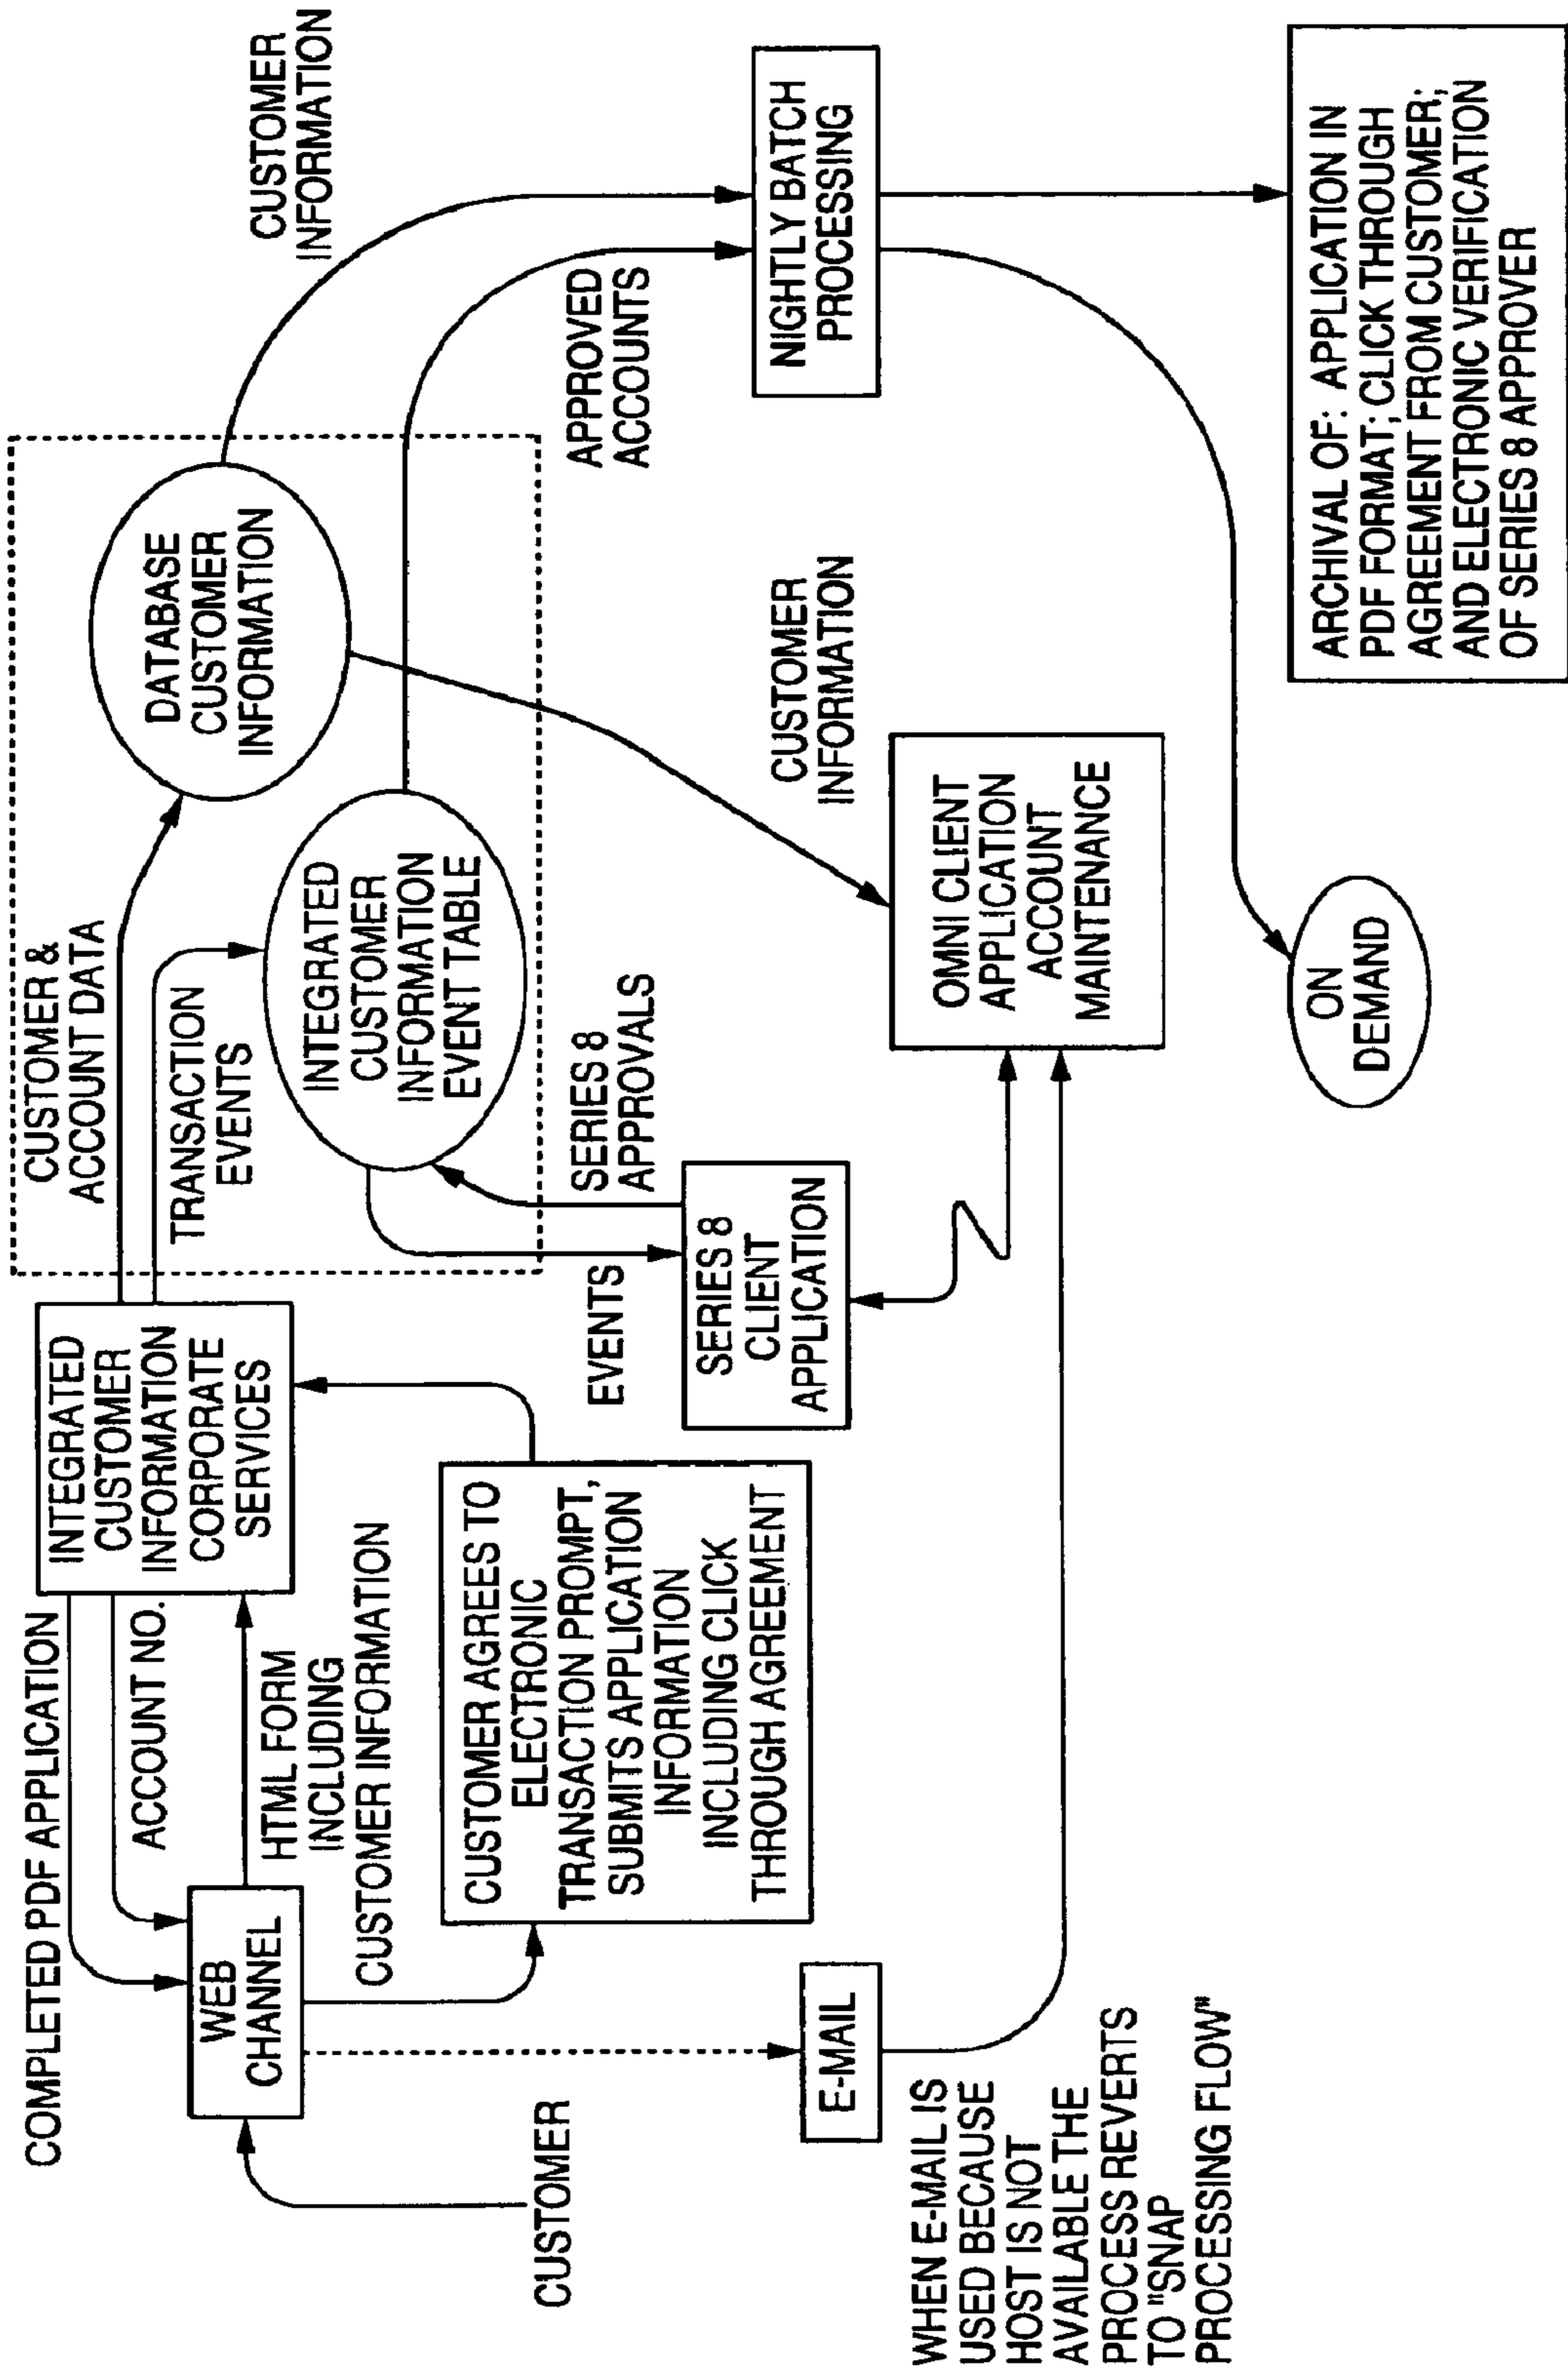 COMPLETED PDF APPLICATION
ACCOUNT NO.
WEB
CHANNEL
HTML FORM
INCLUDING
CUSTOMER INFORMATION
CUSTOMER
INTEGRATED
CUSTOMER
INFORMATION
CORPORATE
SERVICES
CUSTOMER AGREES TO
ELECTRONIC
TRANSACTION PROMPT,
SUBMITS APPLICATION
INFORMATION
INCLUDING CLICK
THROUGH AGREEMENT
E-MAIL
WHEN E-MAIL IS
USED BECAUSE
HOST IS NOT
AVAILABLE THE
PROCESS REVERTS
TO "SNAP
PROCESSING FLOW"
CUSTOMER &
ACCOUNT DATA
TRANSACTION
EVENTS
INTEGRATED
CUSTOMER
INFORMATION
EVENT TABLE
DATABASE
CUSTOMER
INFORMATION
EVENTS
SERIES 8
APPROVALS
SERIES 8
CLIENT
APPLICATION
CUSTOMER
INFORMATION
OMNI CLIENT
APPLICATION
ACCOUNT
MAINTENANCE
CUSTOMER
INFORMATION
APPROVED
ACCOUNTS
NIGHTLY BATCH
PROCESSING
ON
DEMAND
ARCHIVAL OF: APPLICATION IN
PDF FORMAT; CLICK THROUGH
AGREEMENT FROM CUSTOMER;
AND ELECTRONIC VERIFICATION
OF SERIES 8 APPROVER